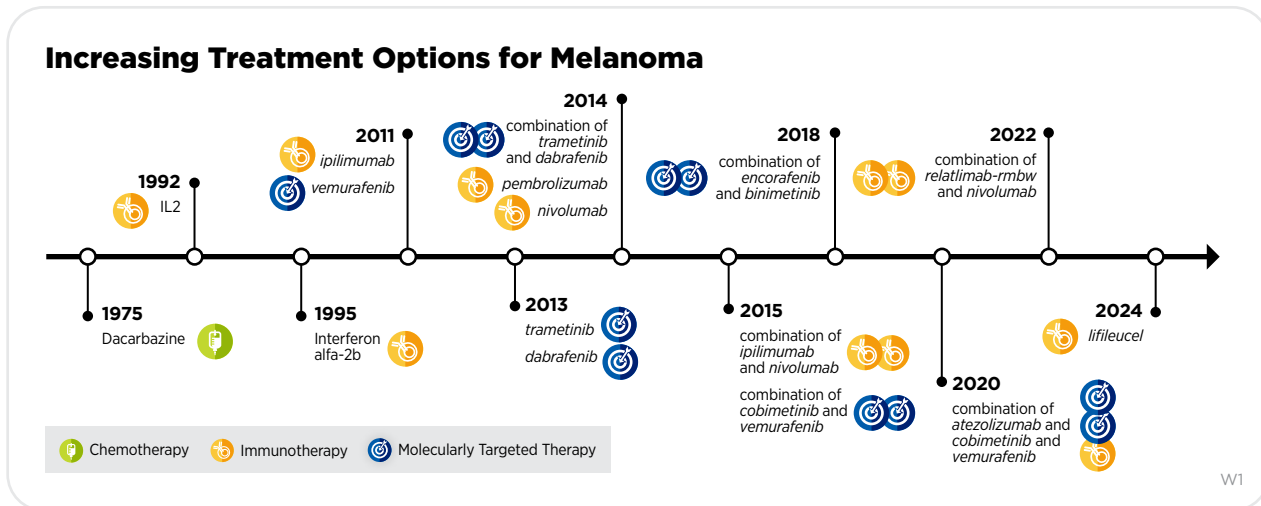 Increasing Treatment Options for Melanoma
1975
Dacarbazine
1992
IL2
1995
Interferon
alfa-2b
2011
ipilimumab
vemurafenib
2013
trametinib
dabrafenib
2014
combination of
trametinib
and dabrafenib
pembrolizumab
nivolumab
2015
combination of
ipilimumab
and nivolumab
combination of
cobimetinib and
vemurafenib
2018
combination of
encorafenib
and binimetinib
2020
combination of
atezolizumab and
cobimetinib and
vemurafenib
2022
combination of
relatlimab-rmbw
and nivolumab
2024
lifileucel
Chemotherapy
Immunotherapy
Molecularly Targeted Therapy
W1